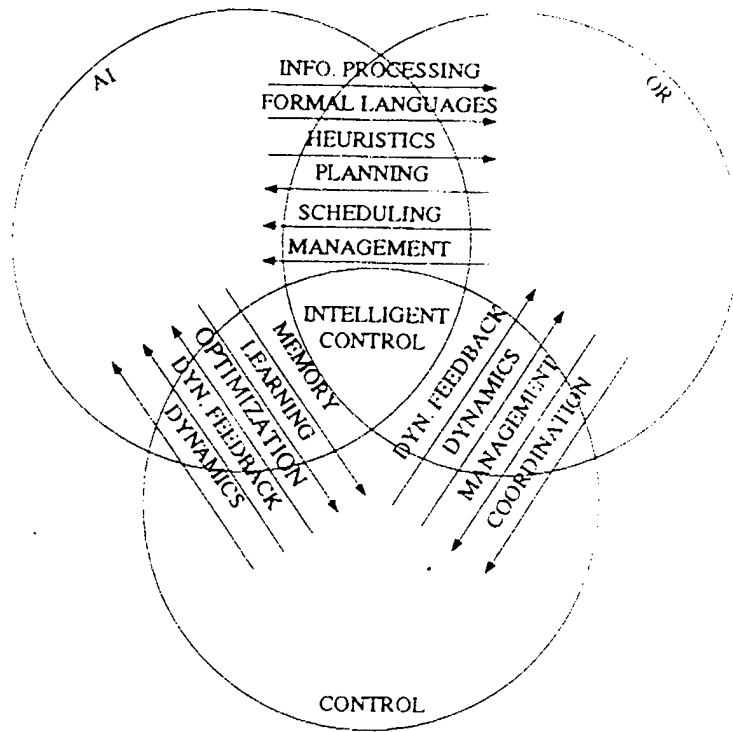 AI
OR
INFO. PROCESSING
FORMAL LANGUAGES
HEURISTICS
PLANNING
SCHEDULING
MANAGEMENT
INTELLIGENT
CONTROL
MEMORY
LEARNING
OPTIMIZATION
DYN. FEEDBACK
DYNAMICS
DYN. FEEDBACK
DYNAMICS
MANAGEMENT
COORDINATION
CONTROL